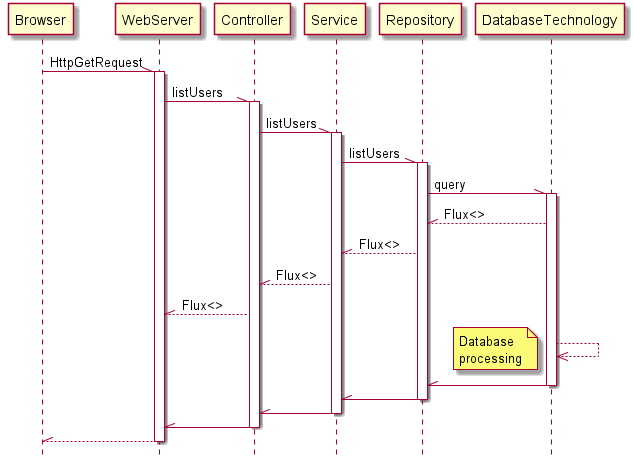 Browser
WebServer
Controller
Service
Repository
DatabaseTechnology
HttpGetRequest
listUsers
listUsers
listUsers
query
Flux<>
Flux<>
Flux<>
Flux<>
Database
processing